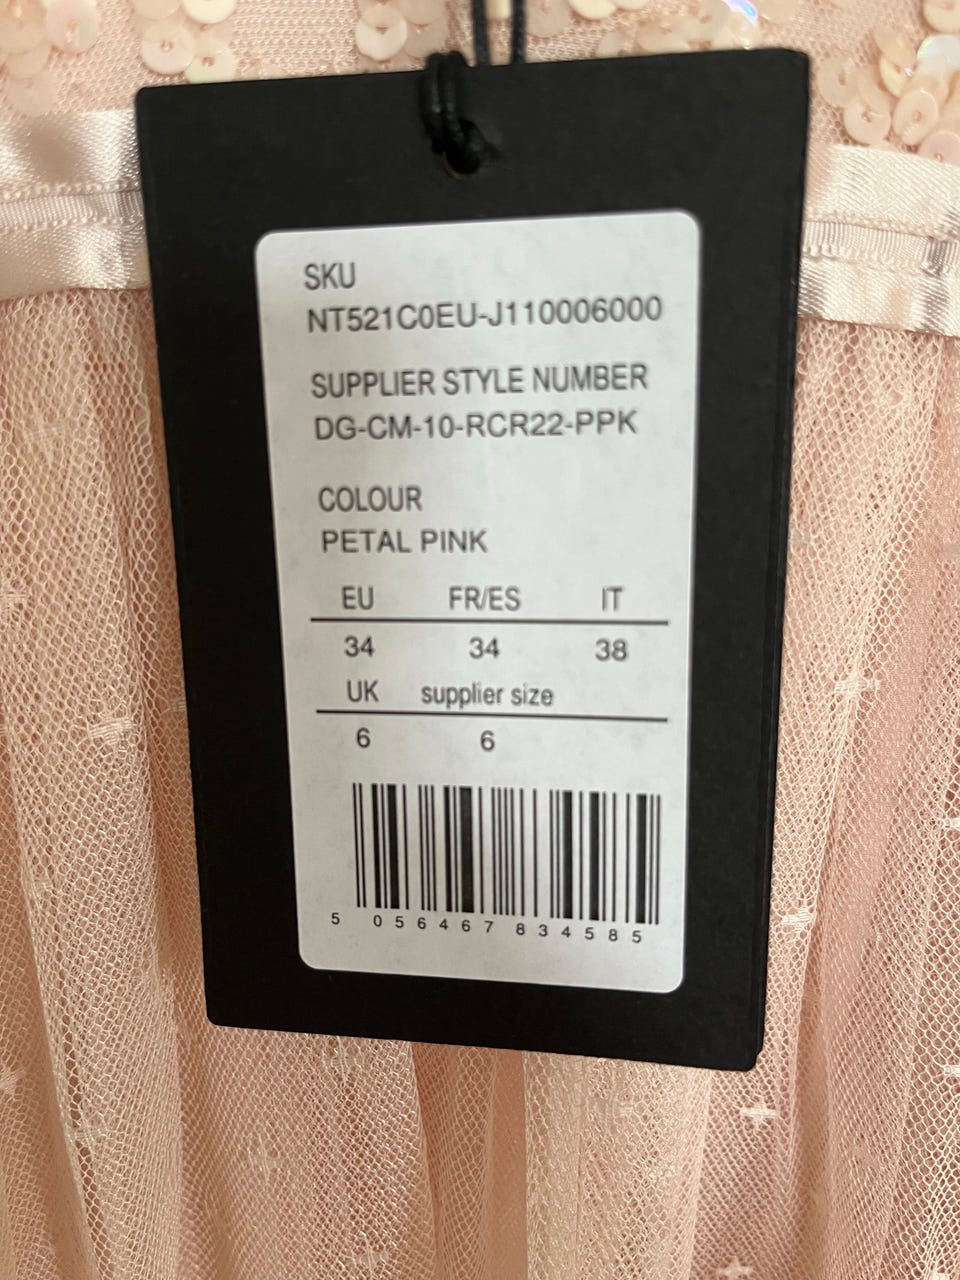 SKU
NT521C0EU-J110006000
SUPPLIER STYLE NUMBER
DG-CM-10-RCR22-PPK
COLOUR
PETAL PINK
EU FR/ES IT
34 34 38
UK supplier size
6 6
5 056467 834585